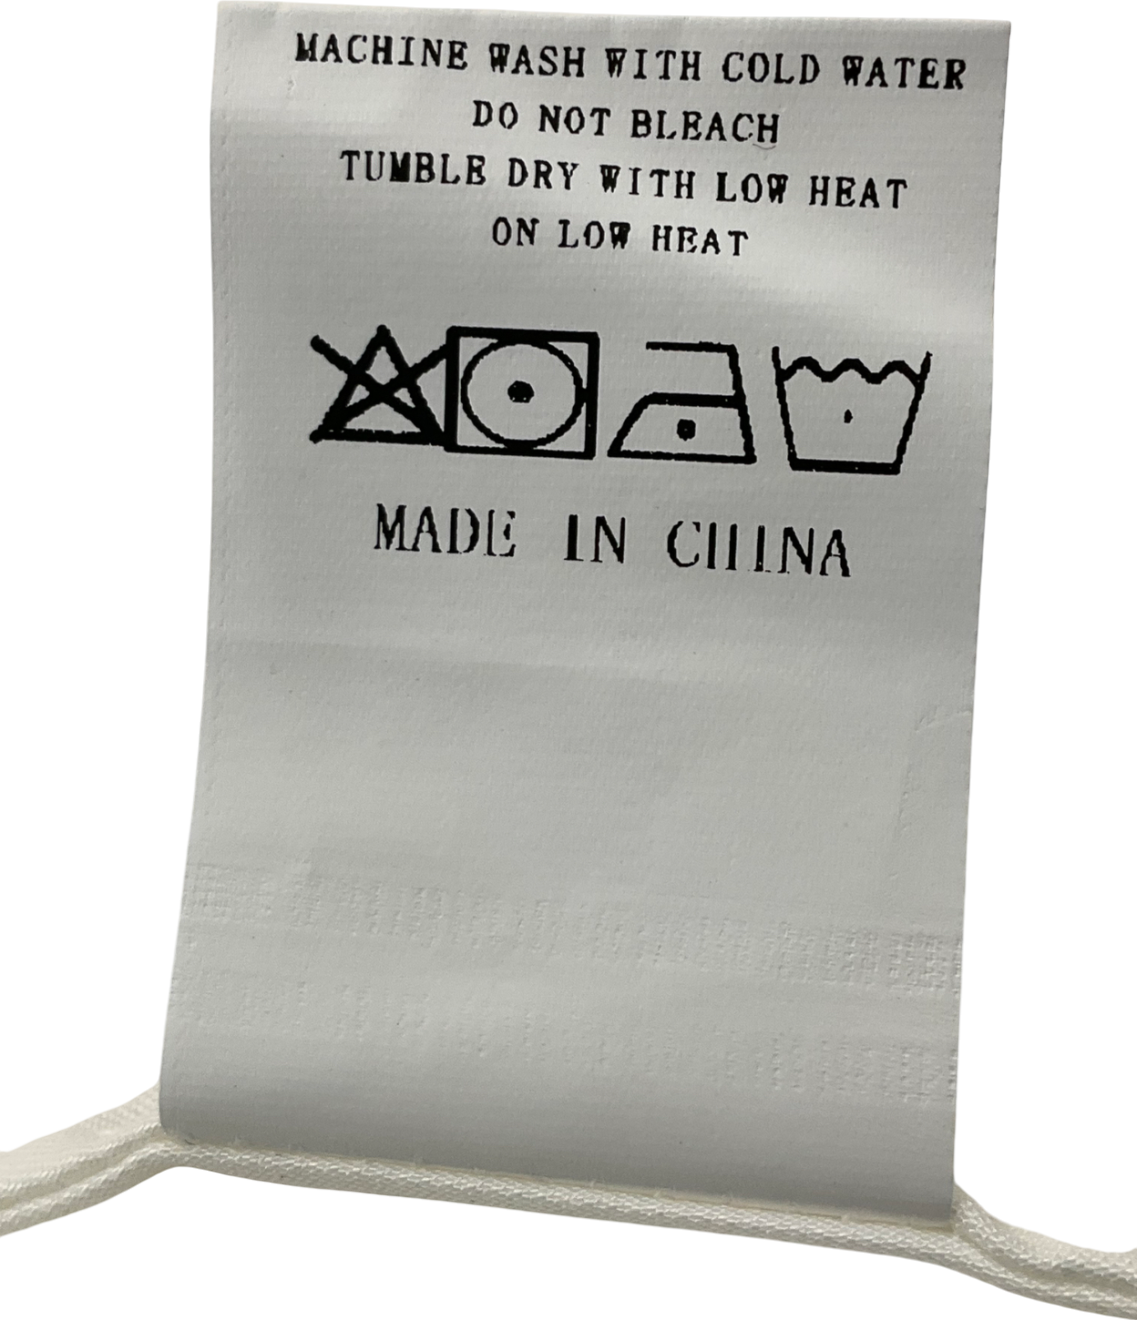 MACHINE WASH WITH COLD WATER
DO NOT BLEACH
TUMBLE DRY WITH LOW HEAT
ON LOW HEAT
MADE IN CHINA